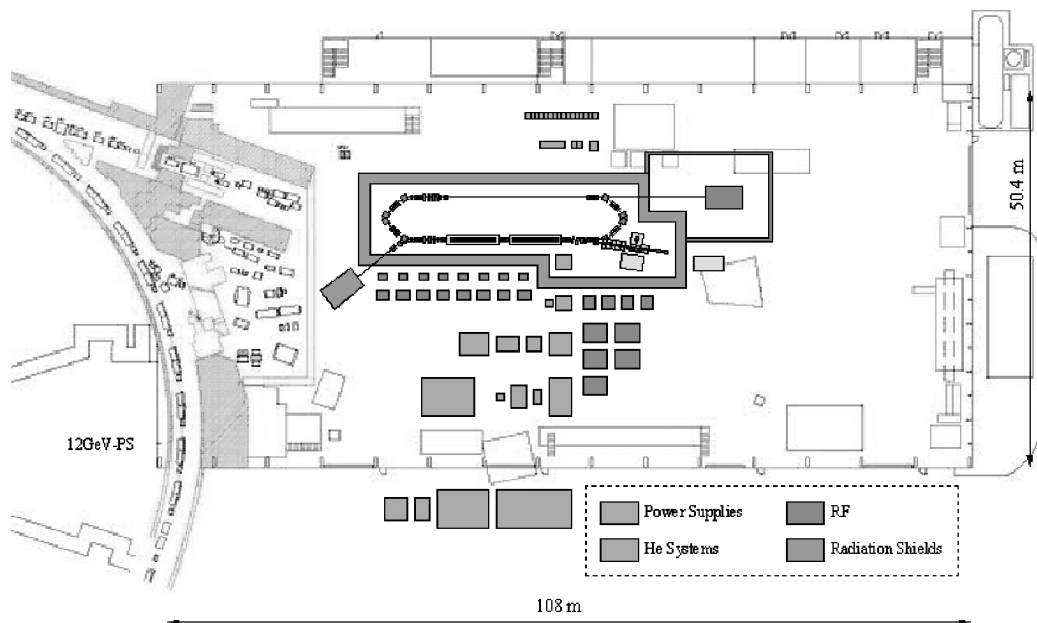 50.4 m
12GeV-PS
Power Supplies
RF
He Systems
Radiation Shields
108 m